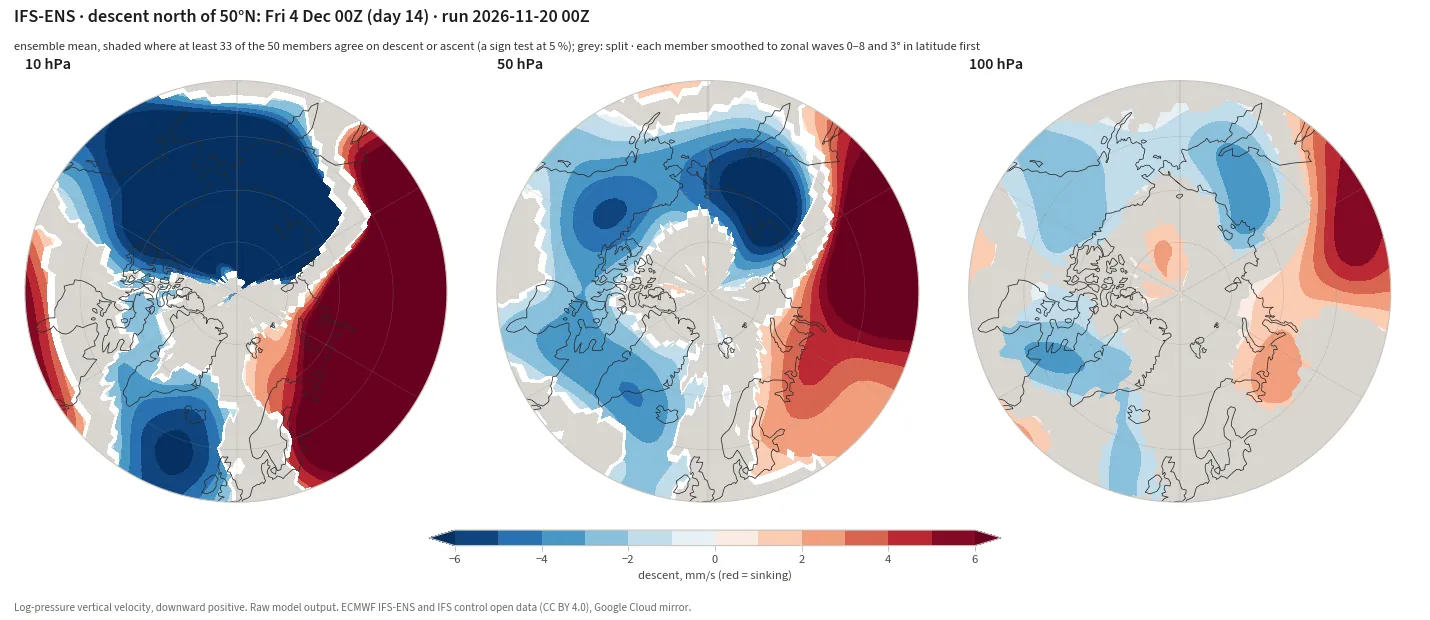 IFS-ENS · descent north of 50°N: Fri 4 Dec 00Z (day 14) · run 2026-11-20 00Z
ensemble mean, shaded where at least 33 of the 50 members agree on descent or ascent (a sign test at 5 %); grey: split · each member smoothed to zonal waves 0–8 and 3° in latitude first
10 hPa
50 hPa
100 hPa
−6 −4 −2 0 2 4 6
descent, mm/s (red = sinking)
Log-pressure vertical velocity, downward positive. Raw model output. ECMWF IFS-ENS and IFS control open data (CC BY 4.0), Google Cloud mirror.